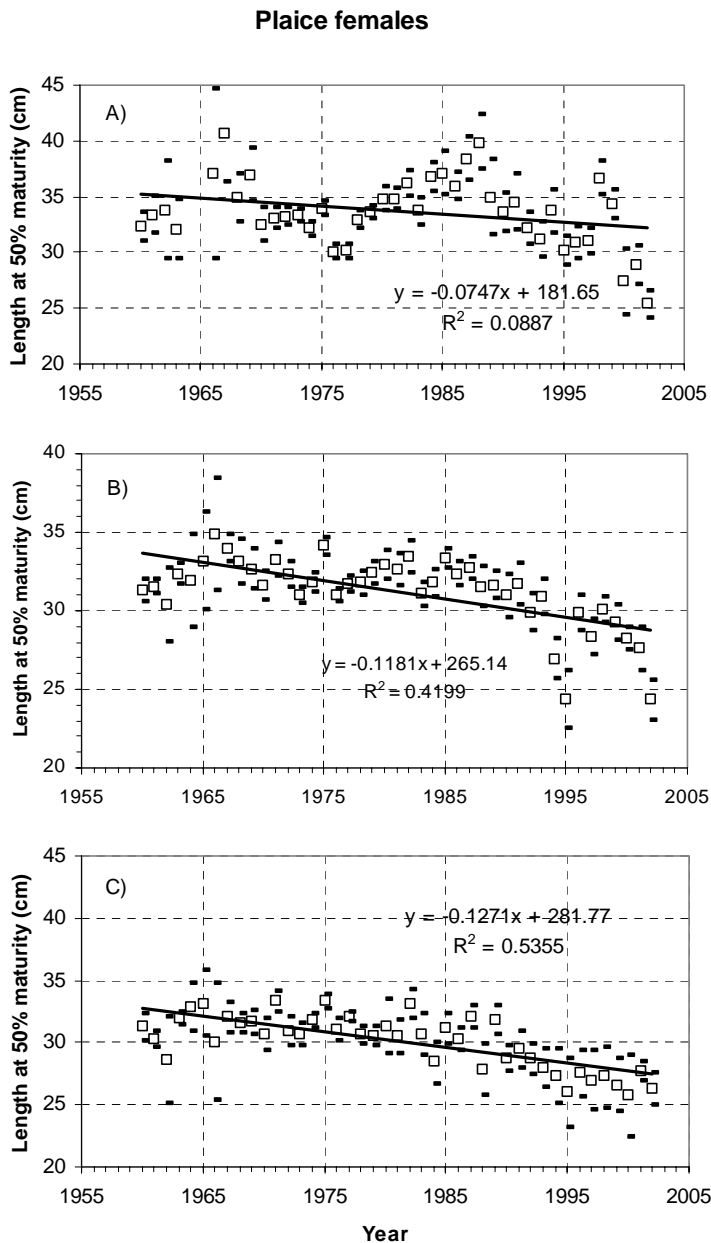 Plaice females
Length at 50% maturity (cm)
A)
45
40
35
30
25
20
y = -0.0747x + 181.65
R² = 0.0887
1955 1965 1975 1985 1995 2005
Length at 50% maturity (cm)
B)
40
35
30
25
20
y = -0.1181x + 265.14
R² = 0.4199
1955 1965 1975 1985 1995 2005
Length at 50% maturity (cm)
C)
45
40
35
30
25
20
y = -0.1271x + 281.77
R² = 0.5355
1955 1965 1975 1985 1995 2005
Year